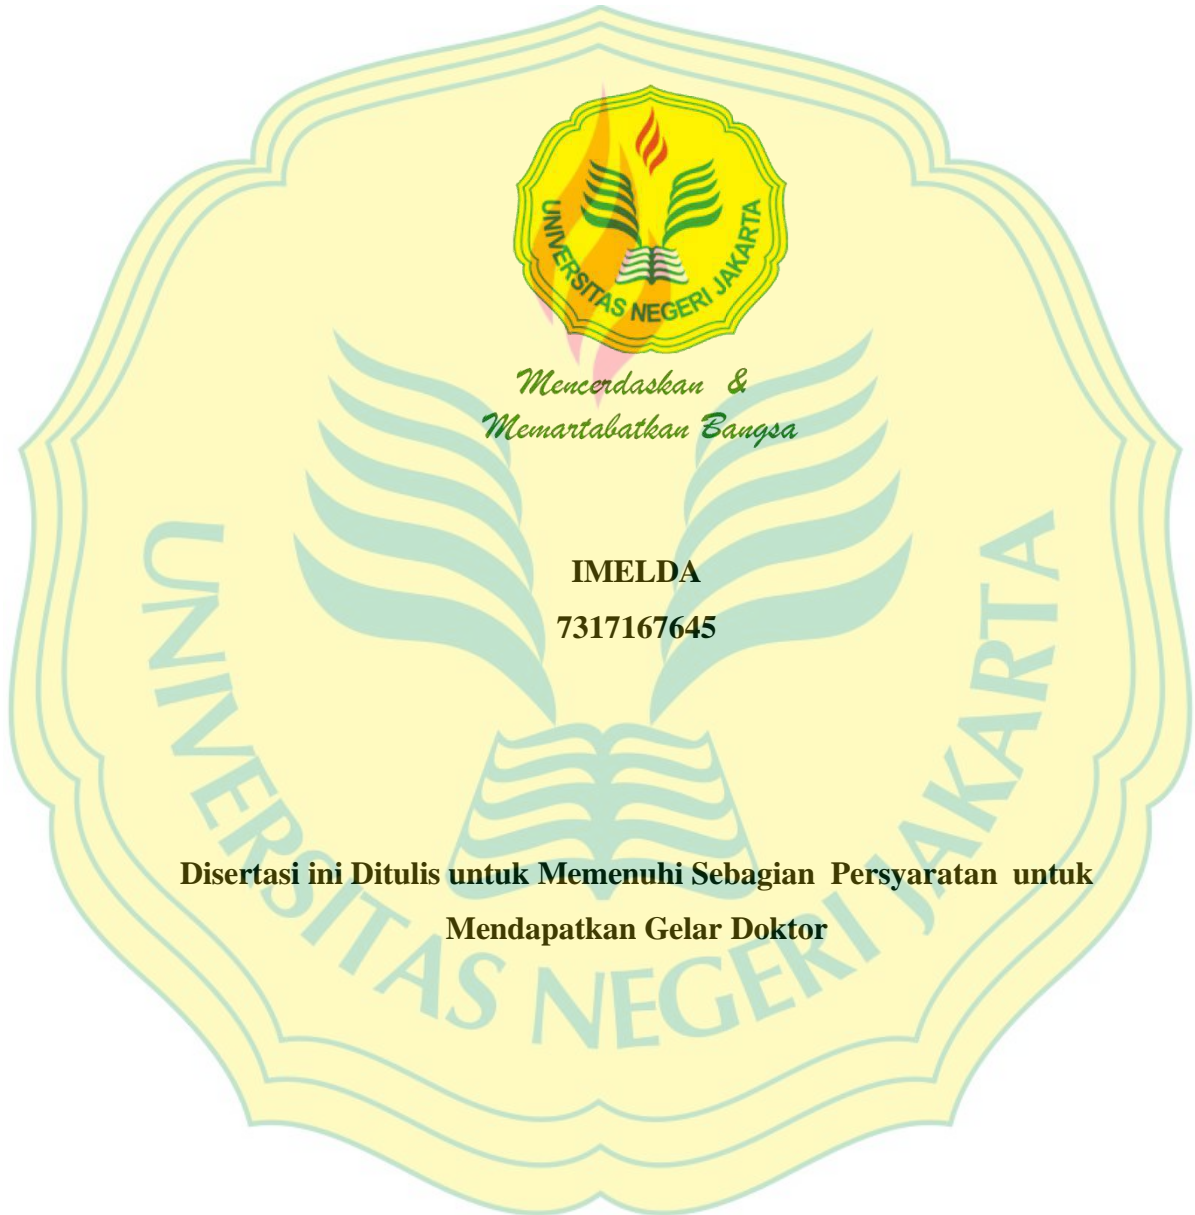 UNIVERSITAS NEGERI JAKARTA
Mencerdaskan &
Memartabatkan Bangsa
IMELDA
7317167645
Disertasi ini Ditulis untuk Memenuhi Sebagian Persyaratan untuk
Mendapatkan Gelar Doktor
UNIVERSITAS NEGERI JAKARTA